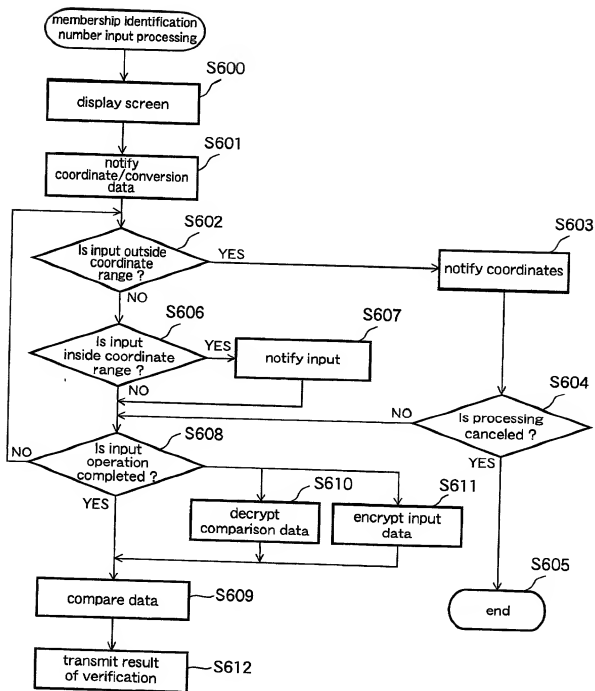 membership identification
number input processing
S600
display screen
S601
notify
coordinate/conversion
data
S602
Is input outside
coordinate
range ?
YES
NO
S603
notify coordinates
S606
Is input
inside coordinate
range ?
YES
NO
S607
notify input
S604
Is processing
canceled ?
NO
YES
S608
Is input
operation
completed ?
NO
YES
S610
decrypt
comparison data
S611
encrypt input
data
S605
end
compare data
S609
transmit result
of verification
S612